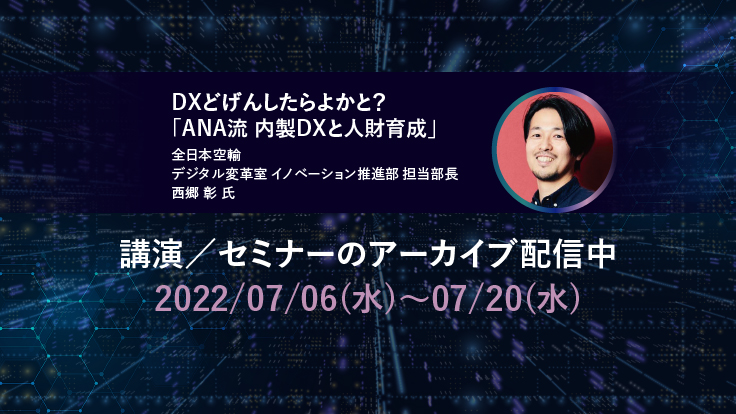 DXどげんしたらよかと?
「ANA流 内製DXと人財育成」
全日本空輸
デジタル変革室 イノベーション推進部 担当部長
西郷 彰 氏
講演／セミナーのアーカイブ配信中
2022/07/06(水)〜07/20(水)